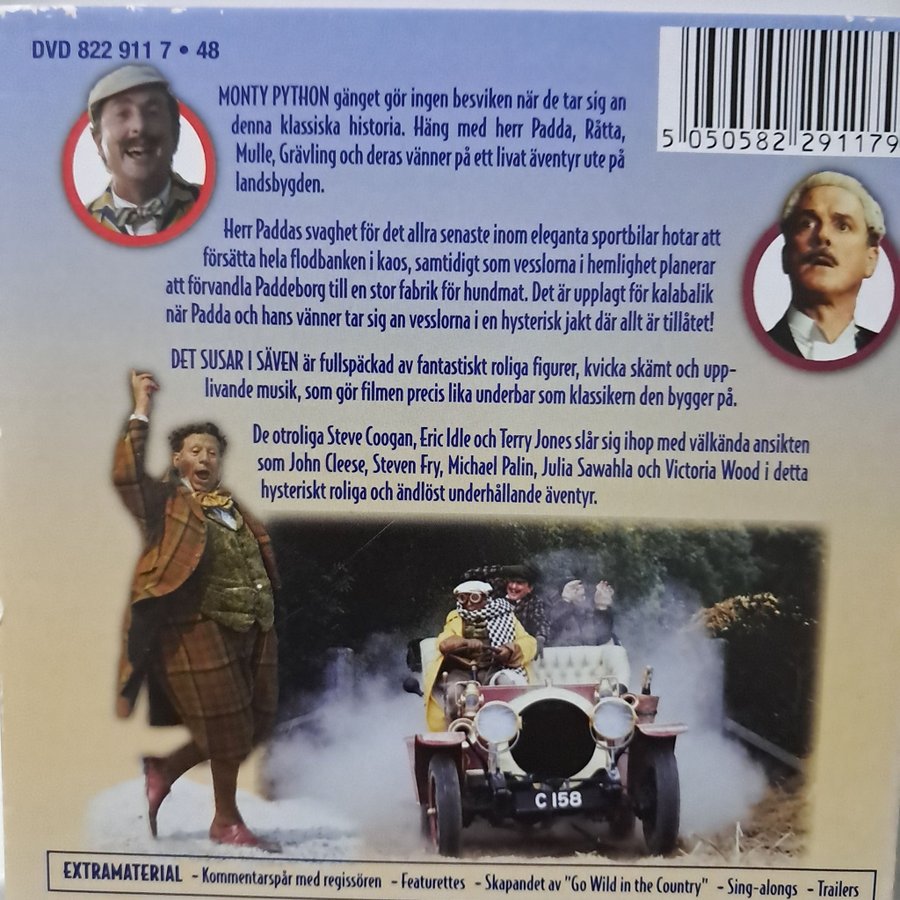 DVD 822 911 7 • 48
5 050582 291179
MONTY PYTHON gänget gör ingen besviken när de tar sig an
denna klassiska historia. Häng med herr Padda, Råtta,
Mulle, Grävling och deras vänner på ett livat äventyr ute på
landsbygden.
Herr Paddas svaghet för det allra senaste inom eleganta sportbilar hotar att
försätta hela flodbanken i kaos, samtidigt som vesslorna i hemlighet planerar
att förvandla Paddeborg till en stor fabrik för hundmat. Det är upplagt för kalabalik
när Padda och hans vänner tar sig an vesslorna i en hysterisk jakt där allt är tillåtet!
DET SUSAR I SÄVEN är fullspäckad av fantastiskt roliga figurer, kvicka skämt och upp-
livande musik, som gör filmen precis lika underbar som klassikern den bygger på.
De otroliga Steve Coogan, Eric Idle och Terry Jones slår sig ihop med välkända ansikten
som John Cleese, Steven Fry, Michael Palin, Julia Sawahla och Victoria Wood i detta
hysteriskt roliga och ändlöst underhållande äventyr.
C 158
EXTRAMATERIAL - Kommentarspår med regissören - Featurettes - Skapandet av "Go Wild in the Country" - Sing-alongs - Trailers